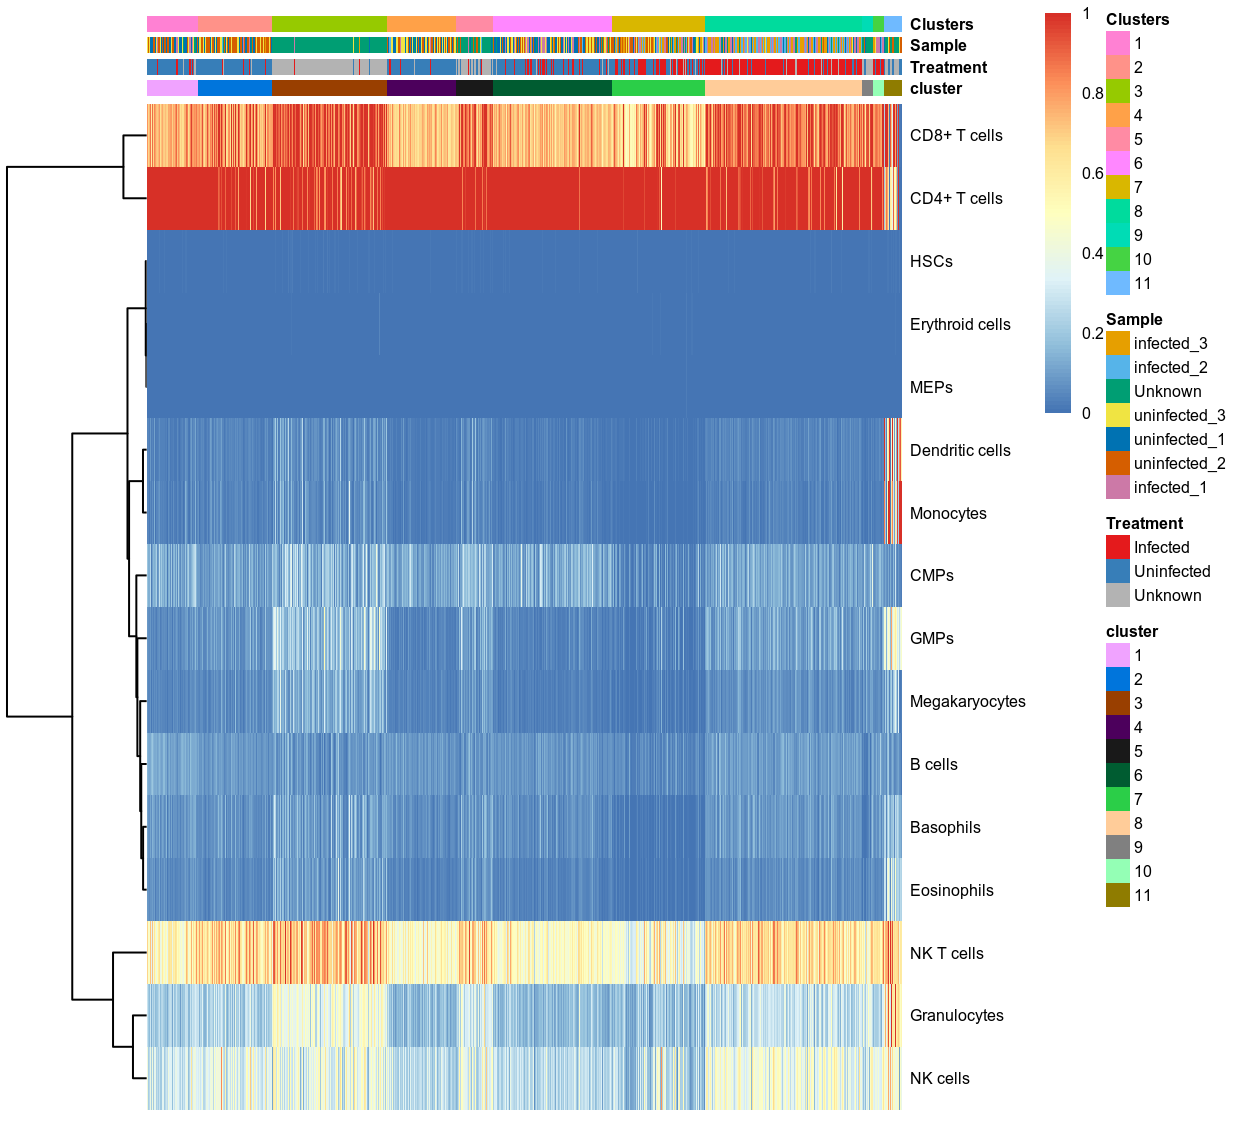 Clusters
Sample
Treatment
cluster
CD8+ T cells
CD4+ T cells
HSCs
Erythroid cells
MEPs
Dendritic cells
Monocytes
CMPs
GMPs
Megakaryocytes
B cells
Basophils
Eosinophils
NK T cells
Granulocytes
NK cells
1
0.8
0.6
0.4
0.2
0
Clusters
1
2
3
4
5
6
7
8
9
10
11
Sample
infected_3
infected_2
Unknown
uninfected_3
uninfected_1
uninfected_2
infected_1
Treatment
Infected
Uninfected
Unknown
cluster
1
2
3
4
5
6
7
8
9
10
11